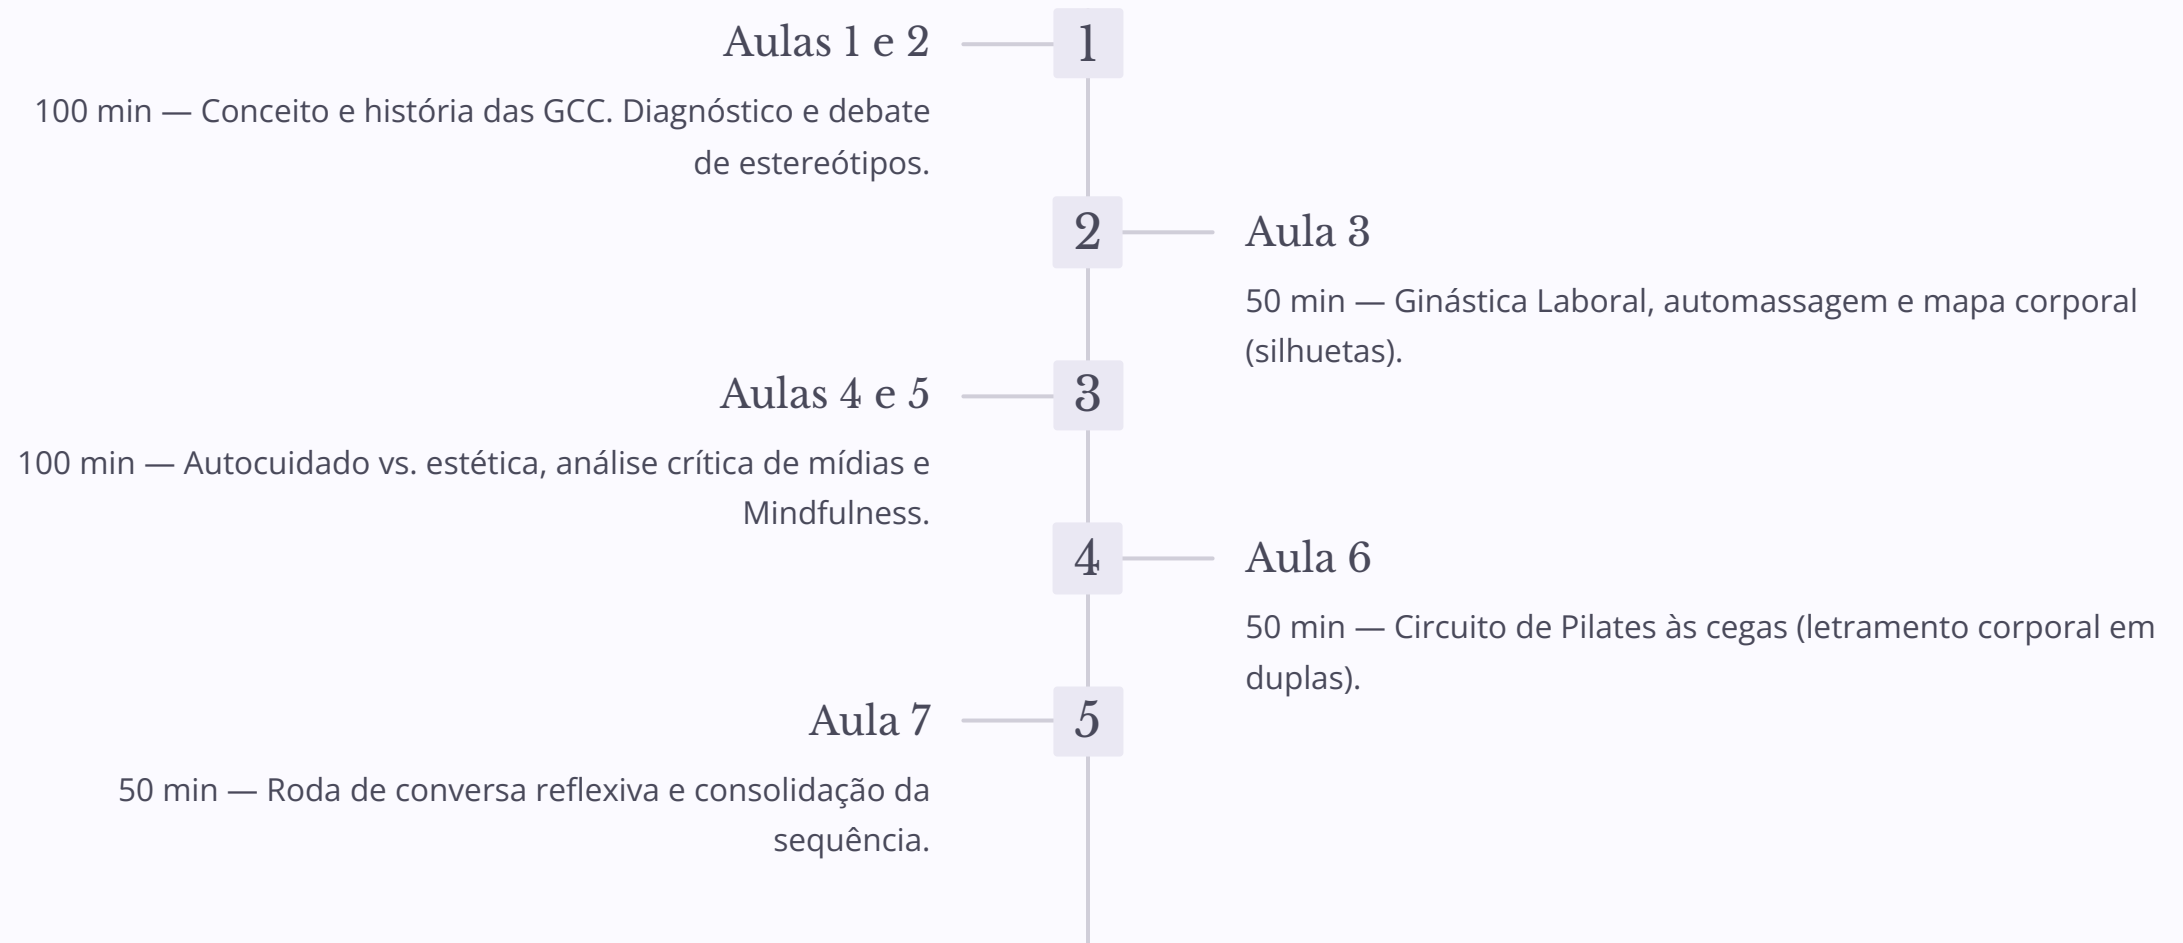 Aulas 1 e 2
1
100 min — Conceito e história das GCC. Diagnóstico e debate
de estereótipos.
2
Aula 3
50 min — Ginástica Laboral, automassagem e mapa corporal
(silhuetas).
Aulas 4 e 5
3
100 min — Autocuidado vs. estética, análise crítica de mídias e
Mindfulness.
4
Aula 6
50 min — Circuito de Pilates às cegas (letramento corporal em
duplas).
Aula 7
5
50 min — Roda de conversa reflexiva e consolidação da
sequência.